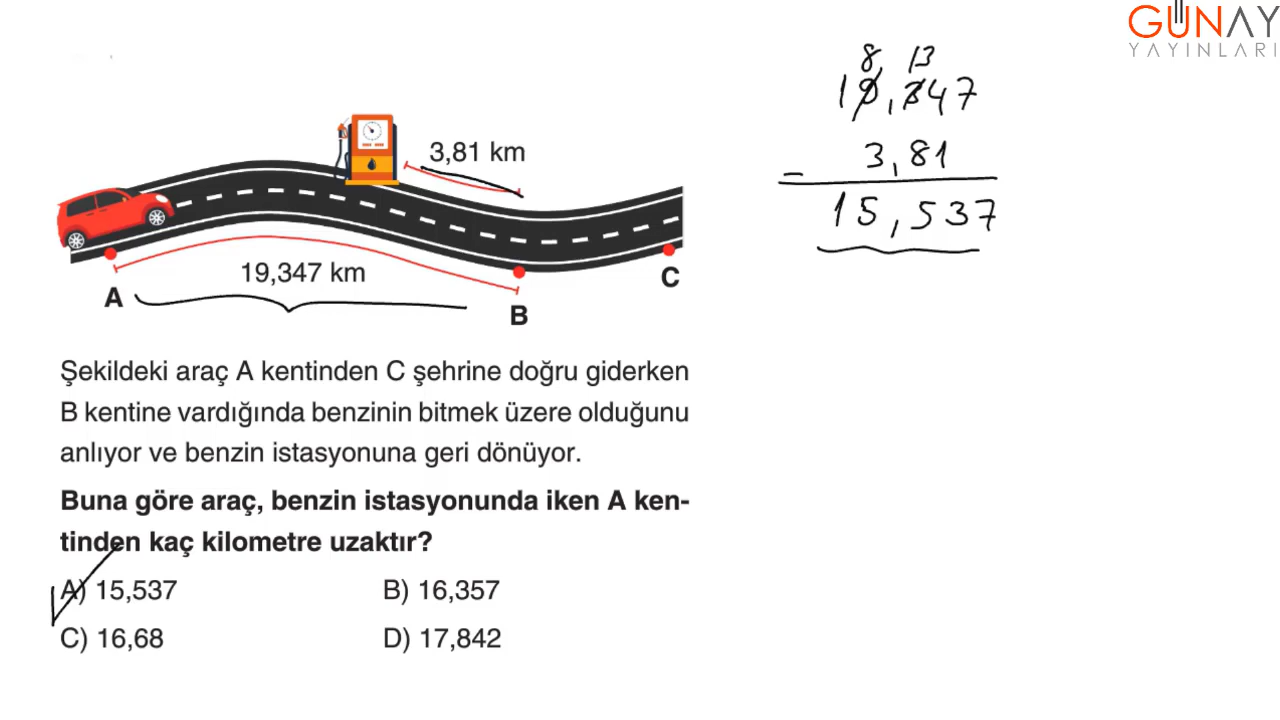 GÜNAY
YAYINLARI
8 13
19,347
3,81
-
15,537
3,81 km
19,347 km
A
B
C
Şekildeki araç A kentinden C şehrine doğru giderken
B kentine vardığında benzinin bitmek üzere olduğunu
anlıyor ve benzin istasyonuna geri dönüyor.
Buna göre araç, benzin istasyonunda iken A ken-
tinden kaç kilometre uzaktır?
A) 15,537 B) 16,357
C) 16,68 D) 17,842